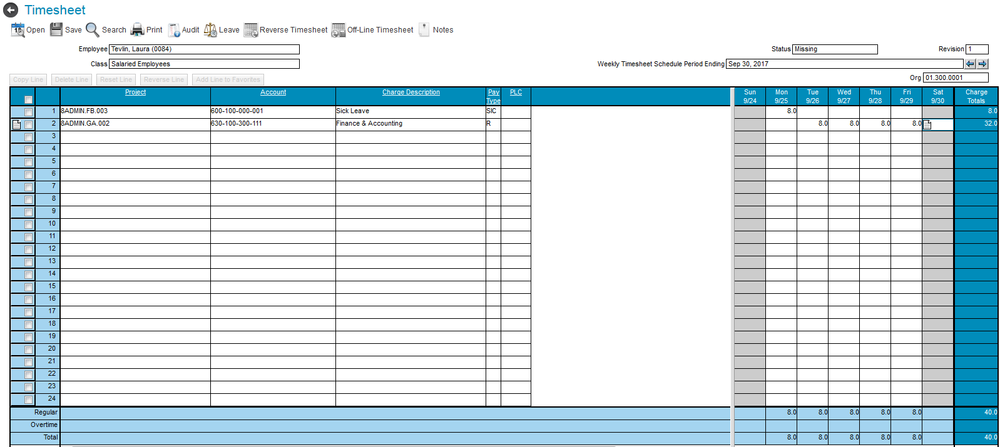 Timesheet
18 Open Save Search Print Audit Leave Reverse Timesheet Off-Line Timesheet Notes
Employee Tevlin, Laura (0084) Status Missing Revision 1
Class Salaried Employees Weekly Timesheet Schedule Period Ending Sep 30, 2017
Org 01.300.0001
Copy Line Delete Line Reset Line Reverse Line Add Line to Favorites
Project Account Charge Description Pay Type PLC Sun 9/24 Mon 9/25 Tue 9/26 Wed 9/27 Thu 9/28 Fri 9/29 Sat 9/30 Charge Totals
1 8ADMIN.FB.003 600-100-000-001 Sick Leave SIC 8.0 8.0
2 8ADMIN.GA.002 630-100-300-111 Finance & Accounting R 8.0 8.0 8.0 8.0 32.0
3
4
5
6
7
8
9
10
11
12
13
14
15
16
17
18
19
20
21
22
23
24
Regular 8.0 8.0 8.0 8.0 8.0 40.0
Overtime
Total 8.0 8.0 8.0 8.0 8.0 40.0